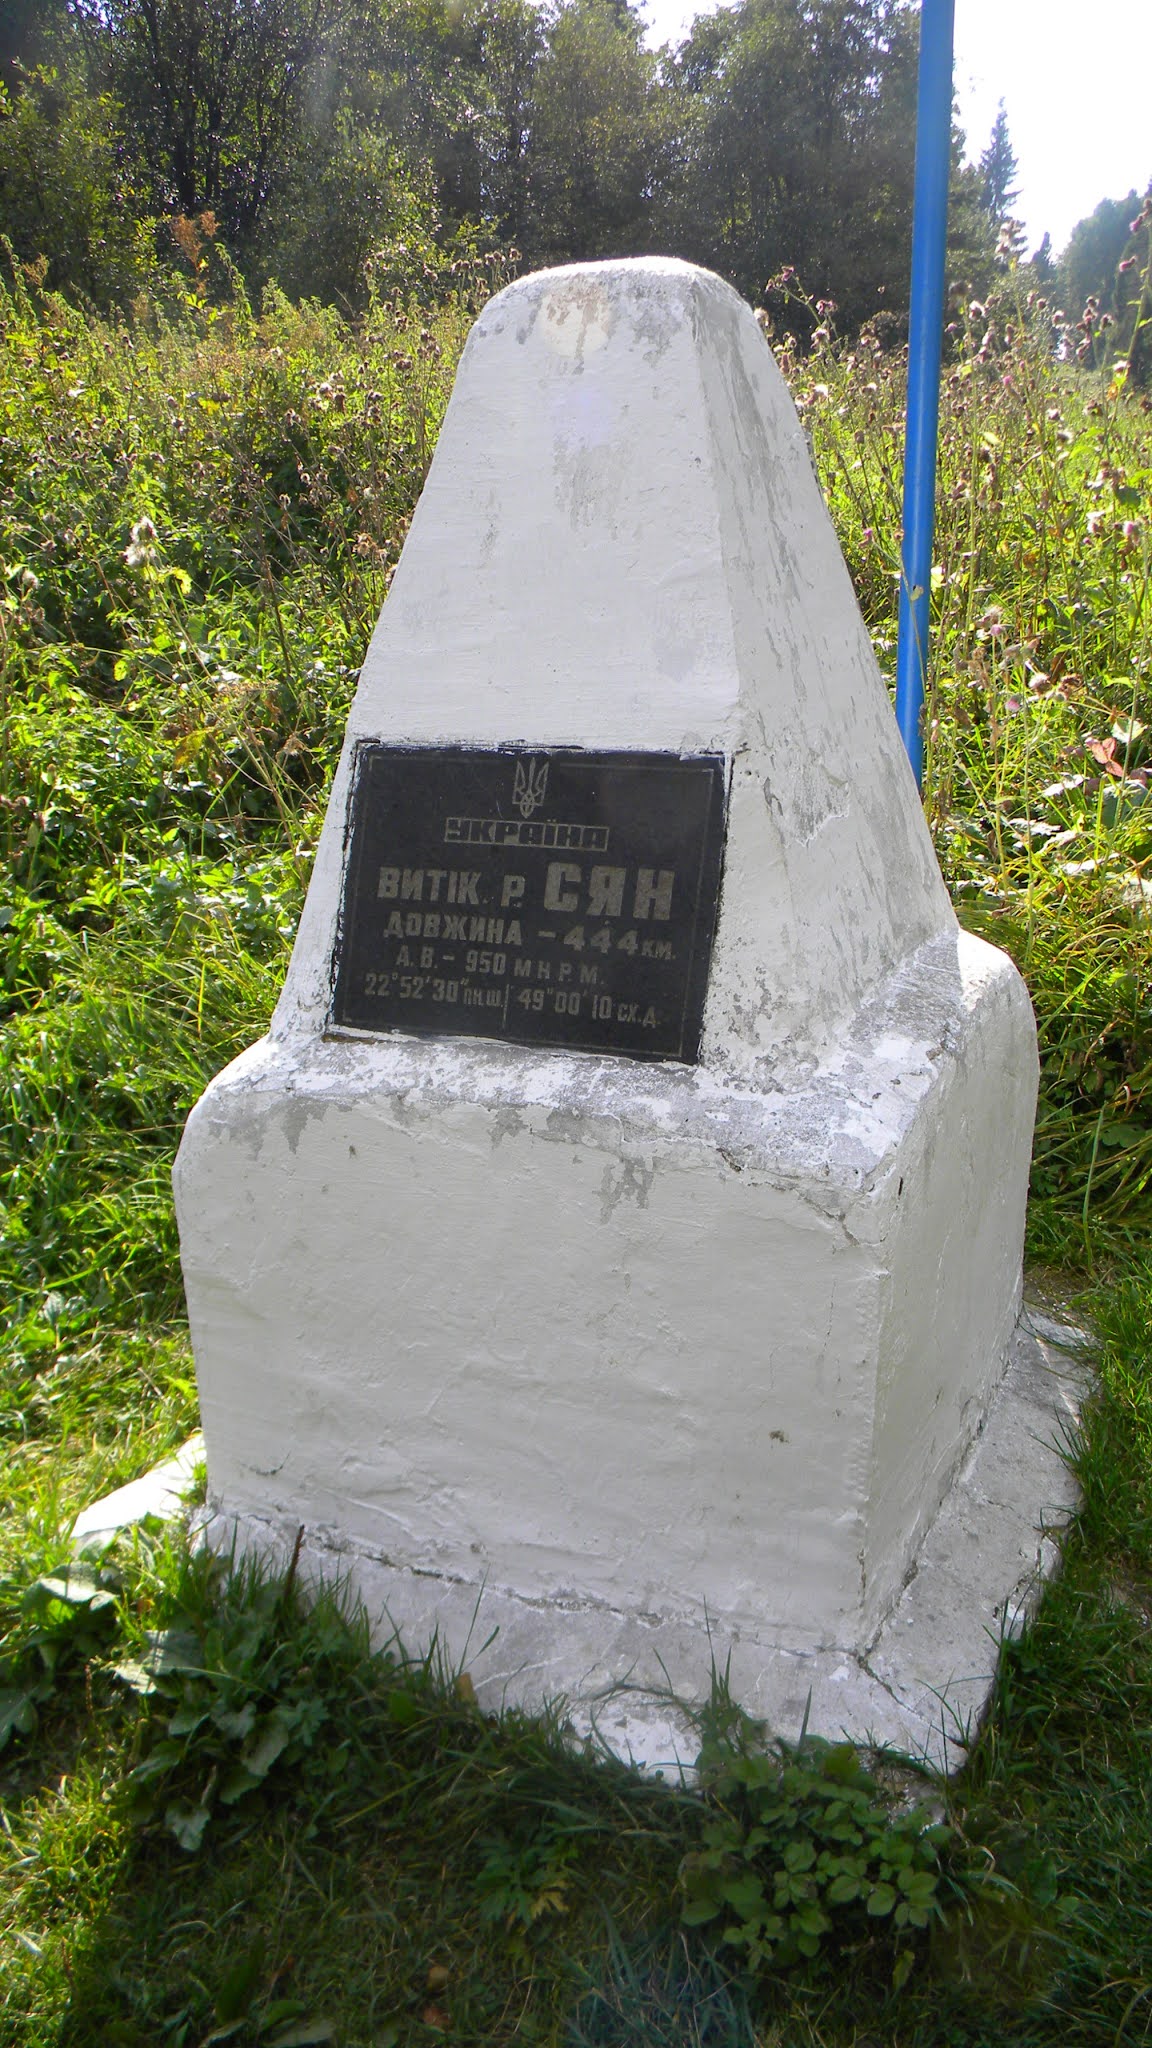 УКРАЇНА
ВИТІК р. СЯН
ДОВЖИНА – 444 км.
А. В. – 950 м Н. Р. М.
22°52'30" пн.ш. 49"00'10 сх.д.